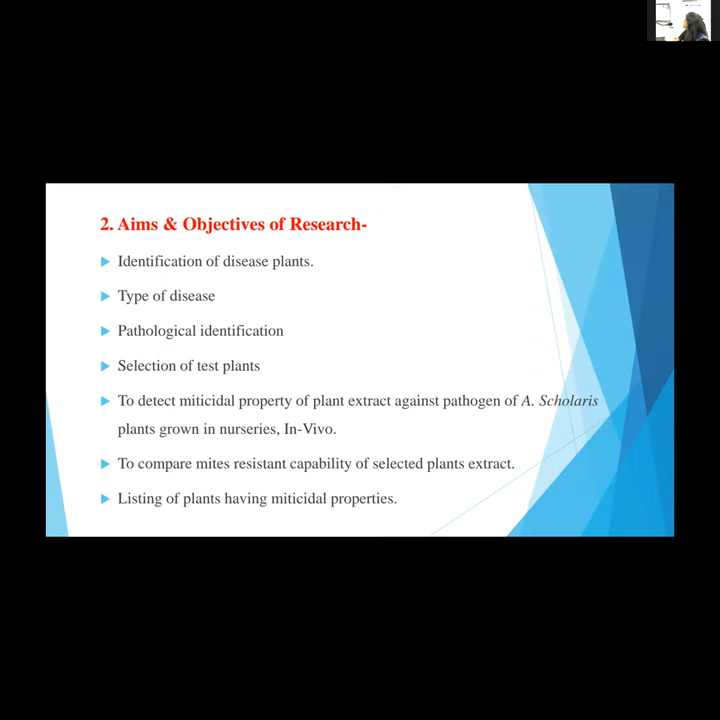 2. Aims & Objectives of Research-
Identification of disease plants.
Type of disease
Pathological identification
Selection of test plants
To detect miticidal property of plant extract against pathogen of A. Scholaris
plants grown in nurseries, In-Vivo.
To compare mites resistant capability of selected plants extract.
Listing of plants having miticidal properties.